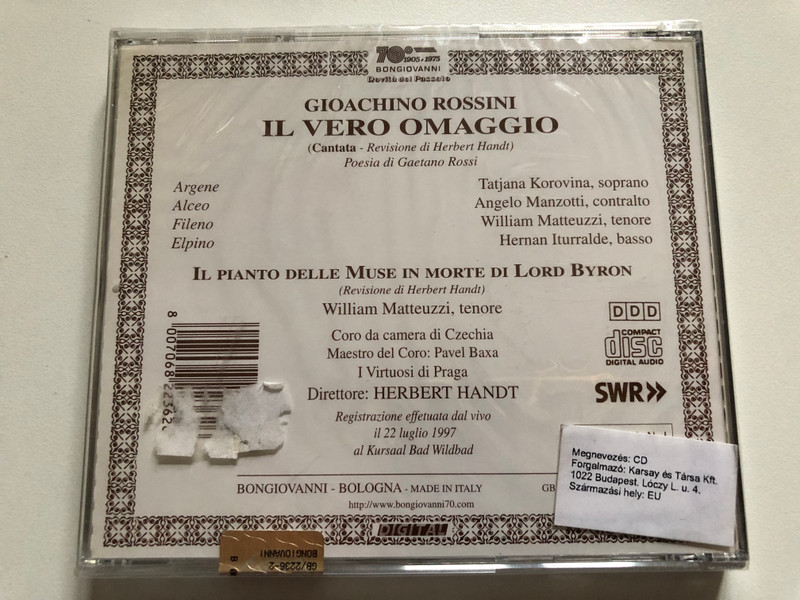 70° 1905-1975
BONGIOVANNI
Novità del Passato
GIOACHINO ROSSINI
IL VERO OMAGGIO
(Cantata - Revisione di Herbert Handt)
Poesia di Gaetano Rossi
Argene Tatjana Korovina, soprano
Alceo Angelo Manzotti, contralto
Fileno William Matteuzzi, tenore
Elpino Hernan Iturralde, basso
IL PIANTO DELLE MUSE IN MORTE DI LORD BYRON
(Revisione di Herbert Handt)
William Matteuzzi, tenore
Coro da camera di Czechia
Maestro del Coro: Pavel Baxa
I Virtuosi di Praga
Direttore: HERBERT HANDT
Registrazione effetuata dal vivo
il 22 luglio 1997
al Kursaal Bad Wildbad
DDD
COMPACT
disc
DIGITAL AUDIO
SWR
8 007068 22362
BONGIOVANNI - BOLOGNA - MADE IN ITALY GB
http://www.bongiovanni70.com
DIGITAL
Megnevezés: CD
Forgalmazó: Karsay és Társa Kft.
1022 Budapest. Lóczy L. u. 4.
Származási hely: EU
GB/2236-2
BONGIOVANNI